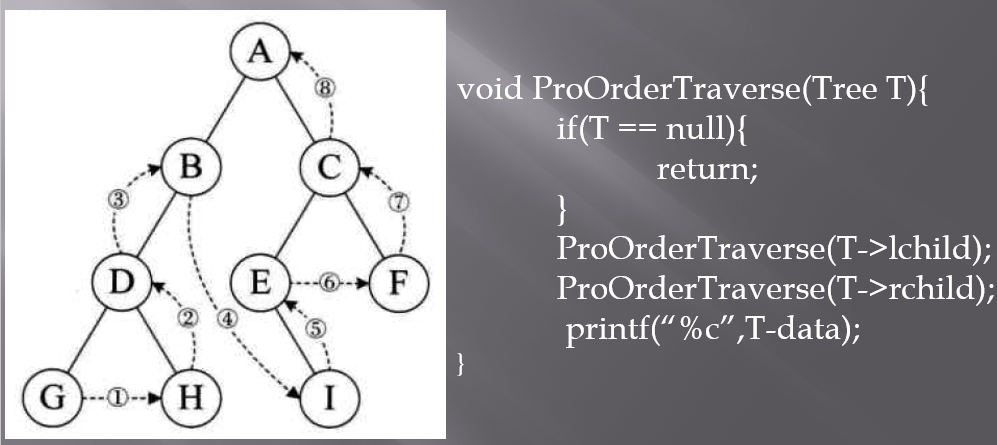 A
⑧
B
C
③
⑦
D
E
⑥
F
②
④
⑤
G
①
H
I
void ProOrderTraverse(Tree T){
if(T == null){
return;
}
ProOrderTraverse(T->lchild);
ProOrderTraverse(T->rchild);
printf(“%c”,T-data);
}